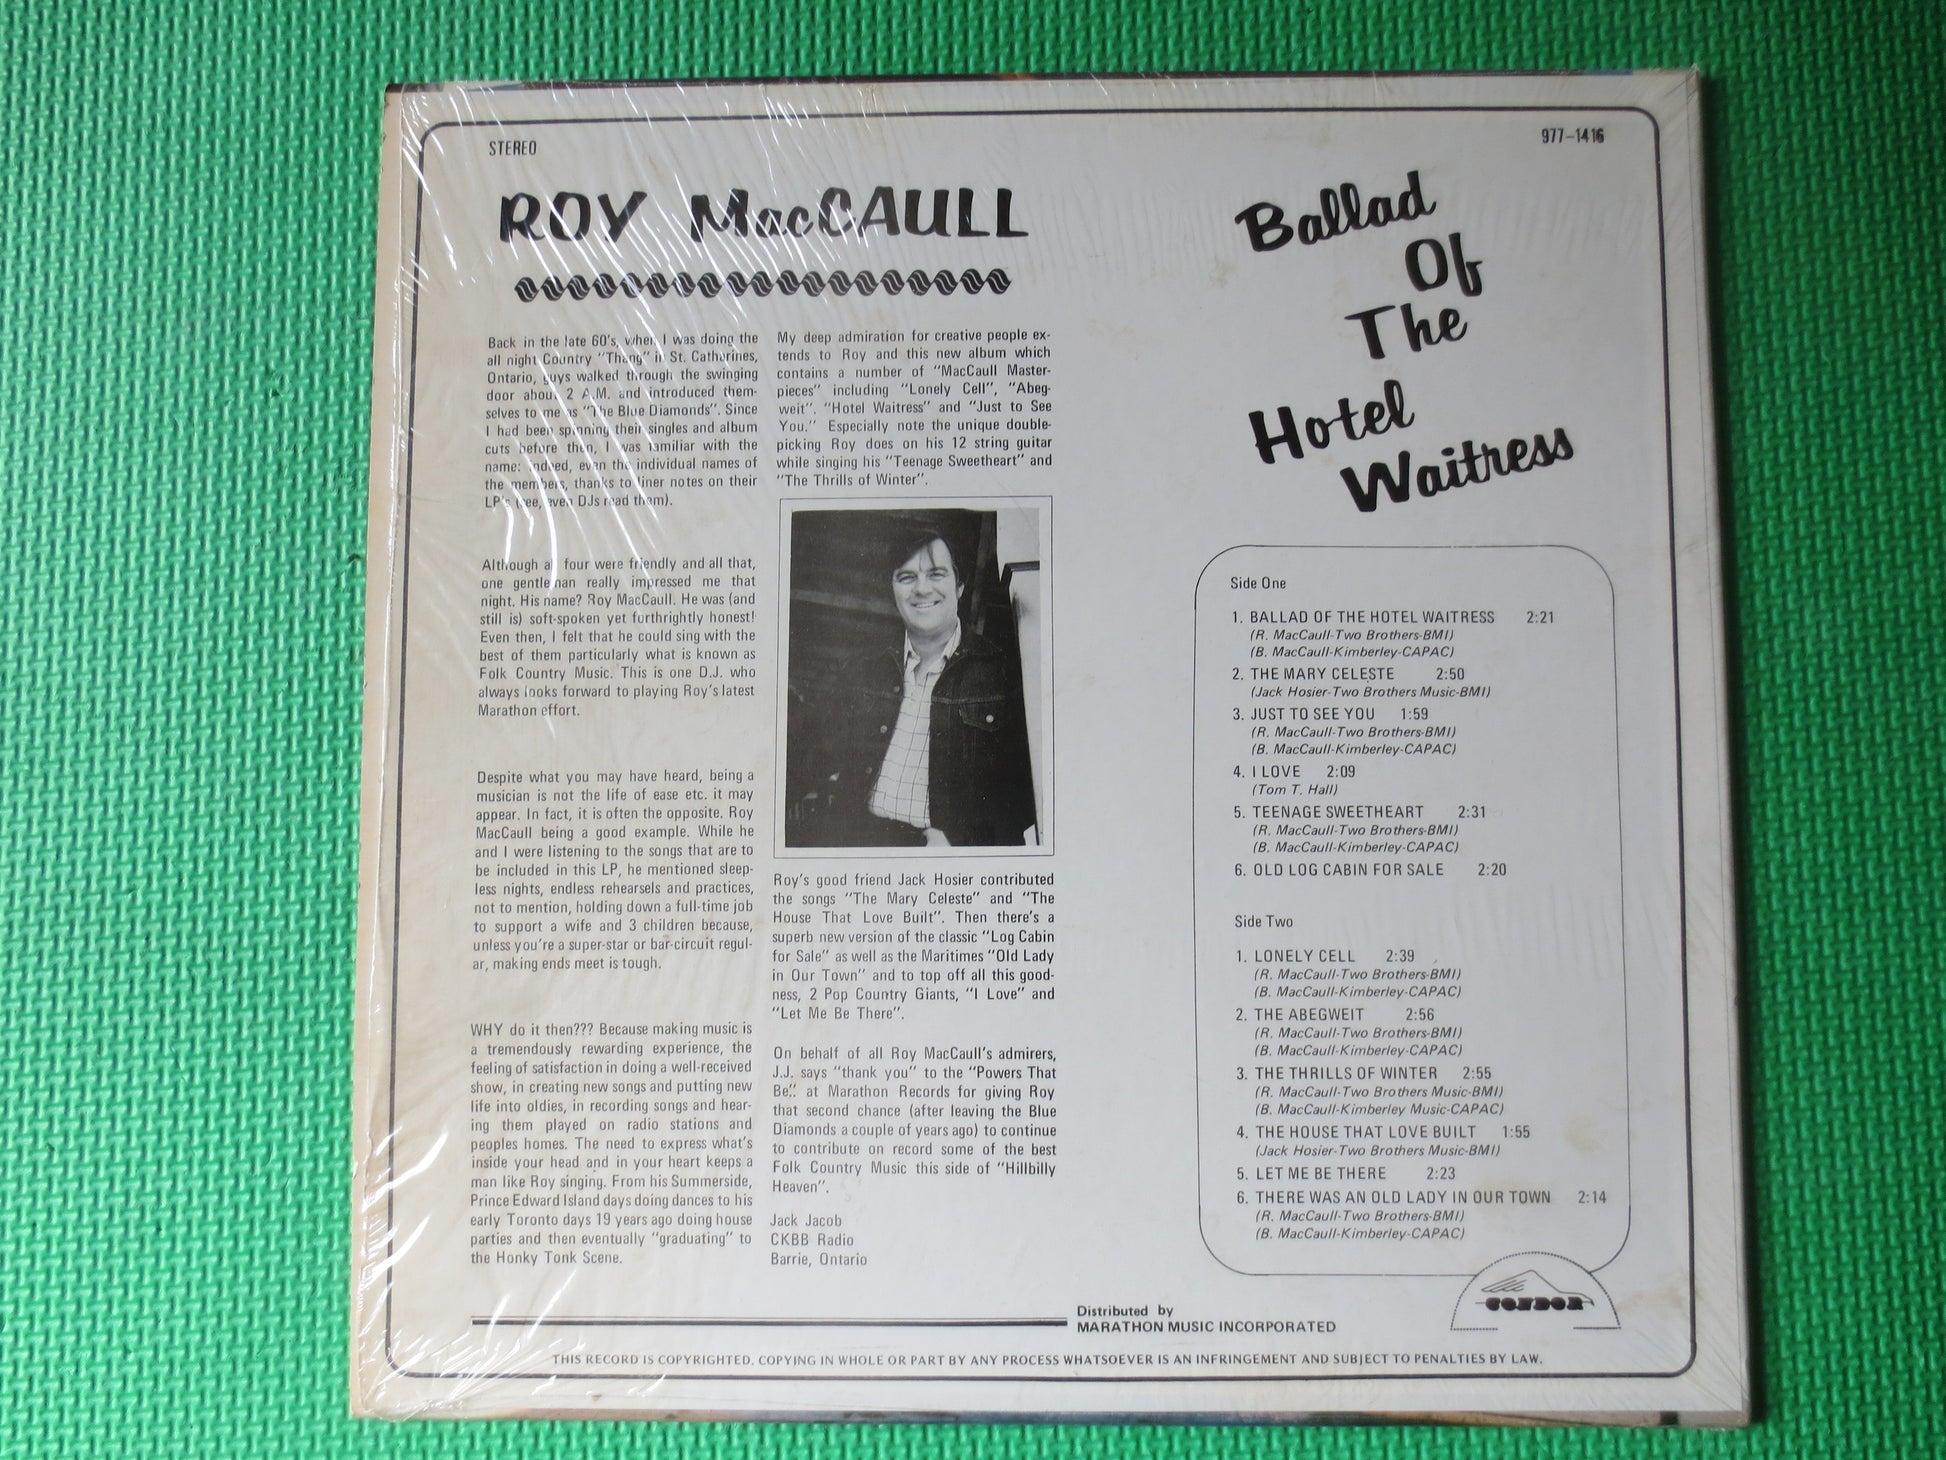 STEREO
977-1416
ROY MacCAULL
Ballad
Of
The
Hotel
Waitress
Back in the late 60's, when I was doing the
all night Country "Thang" in St. Catharines,
Ontario, guys walked through the swinging
door about 2 A.M. and introduced them-
selves to me as "The Blue Diamonds". Since
I had been spinning their singles and album
cuts before then, I was familiar with the
name: indeed, even the individual names of
the members, thanks to liner notes on their
LP's (see, even DJs read them).
Although all four were friendly and all that,
one gentleman really impressed me that
night. His name? Roy MacCaull. He was (and
still is) soft-spoken yet forthrightly honest!
Even then, I felt that he could sing with the
best of them particularly what is known as
Folk Country Music. This is one D.J. who
always looks forward to playing Roy's latest
Marathon effort.
Despite what you may have heard, being a
musician is not the life of ease etc. it may
appear. In fact, it is often the opposite. Roy
MacCaull being a good example. While he
and I were listening to the songs that are to
be included in this LP, he mentioned sleep-
less nights, endless rehersels and practices,
not to mention, holding down a full-time job
to support a wife and 3 children because,
unless you're a super-star or bar-circuit regul-
ar, making ends meet is tough.
WHY do it then??? Because making music is
a tremendously rewarding experience, the
feeling of satisfaction in doing a well-received
show, in creating new songs and putting new
life into oldies, in recording songs and hear-
ing them played on radio stations and
peoples homes. The need to express what's
inside your head and in your heart keeps a
man like Roy singing. From his Summerside,
Prince Edward Island days doing dances to his
early Toronto days 19 years ago doing house
parties and then eventually "graduating" to
the Honky Tonk Scene.
My deep admiration for creative people ex-
tends to Roy and this new album which
contains a number of "MacCaull Master-
pieces" including "Lonely Cell", "Abeg-
weit". "Hotel Waitress" and "Just to See
You." Especially note the unique double-
picking Roy does on his 12 string guitar
while singing his "Teenage Sweetheart" and
"The Thrills of Winter".
Roy's good friend Jack Hosier contributed
the songs "The Mary Celeste" and "The
House That Love Built". Then there's a
superb new version of the classic "Log Cabin
for Sale" as well as the Maritimes "Old Lady
in Our Town" and to top off all this good-
ness, 2 Pop Country Giants, "I Love" and
"Let Me Be There".
On behalf of all Roy MacCaull's admirers,
J.J. says "thank you" to the "Powers That
Be." at Marathon Records for giving Roy
that second chance (after leaving the Blue
Diamonds a couple of years ago) to continue
to contribute on record some of the best
Folk Country Music this side of "Hillbilly
Heaven".
Jack Jacob
CKBB Radio
Barrie, Ontario
Side One
1. BALLAD OF THE HOTEL WAITRESS 2:21
(R. MacCaull-Two Brothers-BMI)
(B. MacCaull-Kimberley-CAPAC)
2. THE MARY CELESTE 2:50
(Jack Hosier-Two Brothers Music-BMI)
3. JUST TO SEE YOU 1:59
(R. MacCaull-Two Brothers-BMI)
(B. MacCaull-Kimberley-CAPAC)
4. I LOVE 2:09
(Tom T. Hall)
5. TEENAGE SWEETHEART 2:31
(R. MacCaull-Two Brothers-BMI)
(B. MacCaull-Kimberley-CAPAC)
6. OLD LOG CABIN FOR SALE 2:20
Side Two
1. LONELY CELL 2:39
(R. MacCaull-Two Brothers-BMI)
(B. MacCaull-Kimberley-CAPAC)
2. THE ABEGWEIT 2:56
(R. MacCaull-Two Brothers-BMI)
(B. MacCaull-Kimberley-CAPAC)
3. THE THRILLS OF WINTER 2:55
(R. MacCaull-Two Brothers Music-BMI)
(B. MacCaull-Kimberley Music-CAPAC)
4. THE HOUSE THAT LOVE BUILT 1:55
(Jack Hosier-Two Brothers Music-BMI)
5. LET ME BE THERE 2:23
6. THERE WAS AN OLD LADY IN OUR TOWN 2:14
(R. MacCaull-Two Brothers-BMI)
(B. MacCaull-Kimberley-CAPAC)
CONDOR
Distributed by
MARATHON MUSIC INCORPORATED
THIS RECORD IS COPYRIGHTED. COPYING IN WHOLE OR PART BY ANY PROCESS WHATSOEVER IS AN INFRINGEMENT AND SUBJECT TO PENALTIES BY LAW.